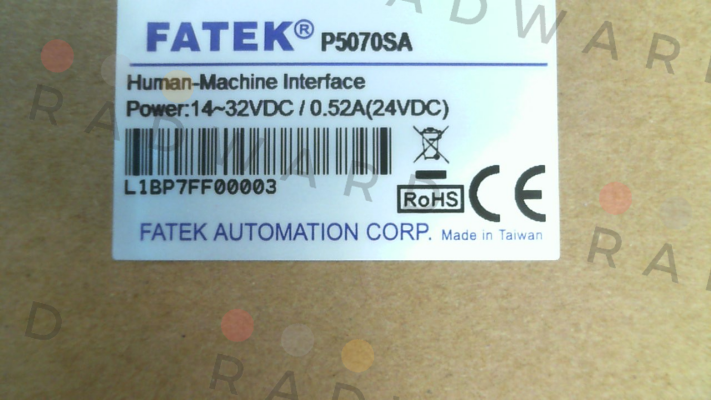 RADWARD
FATEK® P5070SA
Human-Machine Interface
Power:14~32VDC / 0.52A(24VDC)
L1BP7FF00003
RoHS CE
FATEK AUTOMATION CORP. Made in Taiwan